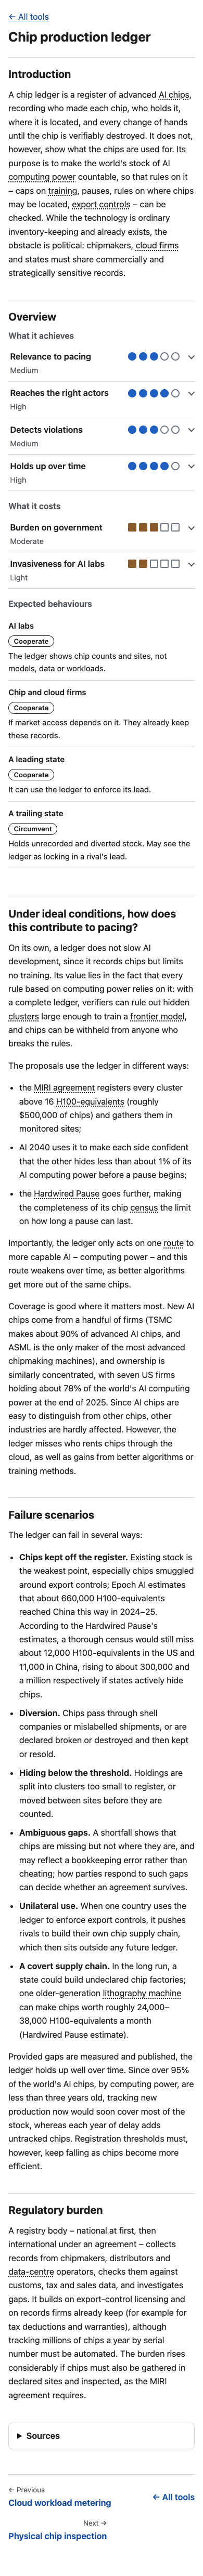 ← All tools
Chip production ledger
Introduction
A chip ledger is a register of advanced AI chips,
recording who made each chip, who holds it,
where it is located, and every change of hands
until the chip is verifiably destroyed. It does not,
however, show what the chips are used for. Its
purpose is to make the world's stock of AI
computing power countable, so that rules on it
– caps on training, pauses, rules on where chips
may be located, export controls – can be
checked. While the technology is ordinary
inventory-keeping and already exists, the
obstacle is political: chipmakers, cloud firms
and states must share commercially and
strategically sensitive records.
Overview
What it achieves
Relevance to pacing
Medium
Reaches the right actors
High
Detects violations
Medium
Holds up over time
High
What it costs
Burden on government
Moderate
Invasiveness for AI labs
Light
Expected behaviours
AI labs
Cooperate
The ledger shows chip counts and sites, not
models, data or workloads.
Chip and cloud firms
Cooperate
If market access depends on it. They already keep
these records.
A leading state
Cooperate
It can use the ledger to enforce its lead.
A trailing state
Circumvent
Holds unrecorded and diverted stock. May see the
ledger as locking in a rival's lead.
Under ideal conditions, how does
this contribute to pacing?
On its own, a ledger does not slow AI
development, since it records chips but limits
no training. Its value lies in the fact that every
rule based on computing power relies on it: with
a complete ledger, verifiers can rule out hidden
clusters large enough to train a frontier model,
and chips can be withheld from anyone who
breaks the rules.
The proposals use the ledger in different ways:
• the MIRI agreement registers every cluster
above 16 H100-equivalents (roughly
$500,000 of chips) and gathers them in
monitored sites;
• AI 2040 uses it to make each side confident
that the other hides less than about 1% of its
AI computing power before a pause begins;
• the Hardwired Pause goes further, making
the completeness of its chip census the limit
on how long a pause can last.
Importantly, the ledger only acts on one route to
more capable AI – computing power – and this
route weakens over time, as better algorithms
get more out of the same chips.
Coverage is good where it matters most. New AI
chips come from a handful of firms (TSMC
makes about 90% of advanced AI chips, and
ASML is the only maker of the most advanced
chipmaking machines), and ownership is
similarly concentrated, with seven US firms
holding about 78% of the world's AI computing
power at the end of 2025. Since AI chips are
easy to distinguish from other chips, other
industries are hardly affected. However, the
ledger misses who rents chips through the
cloud, as well as gains from better algorithms or
training methods.
Failure scenarios
The ledger can fail in several ways:
• Chips kept off the register. Existing stock is
the weakest point, especially chips smuggled
around export controls; Epoch AI estimates
that about 660,000 H100-equivalents
reached China this way in 2024–25.
According to the Hardwired Pause's
estimates, a thorough census would still miss
about 12,000 H100-equivalents in the US and
11,000 in China, rising to about 300,000 and
a million respectively if states actively hide
chips.
• Diversion. Chips pass through shell
companies or mislabelled shipments, or are
declared broken or destroyed and then kept
or resold.
• Hiding below the threshold. Holdings are
split into clusters too small to register, or
moved between sites before they are
counted.
• Ambiguous gaps. A shortfall shows that
chips are missing but not where they are, and
may reflect a bookkeeping error rather than
cheating; how parties respond to such gaps
can decide whether an agreement survives.
• Unilateral use. When one country uses the
ledger to enforce export controls, it pushes
rivals to build their own chip supply chain,
which then sits outside any future ledger.
• A covert supply chain. In the long run, a
state could build undeclared chip factories;
one older-generation lithography machine
can make chips worth roughly 24,000–
38,000 H100-equivalents a month
(Hardwired Pause estimate).
Provided gaps are measured and published, the
ledger holds up well over time. Since over 95%
of the world's AI chips, by computing power, are
less than three years old, tracking new
production now would soon cover most of the
stock, whereas each year of delay adds
untracked chips. Registration thresholds must,
however, keep falling as chips become more
efficient.
Regulatory burden
A registry body – national at first, then
international under an agreement – collects
records from chipmakers, distributors and
data-centre operators, checks them against
customs, tax and sales data, and investigates
gaps. It builds on export-control licensing and
on records firms already keep (for example for
tax deductions and warranties), although
tracking millions of chips a year by serial
number must be automated. The burden rises
considerably if chips must also be gathered in
declared sites and inspected, as the MIRI
agreement requires.
▶ Sources
← Previous
Cloud workload metering
← All tools
Next →
Physical chip inspection